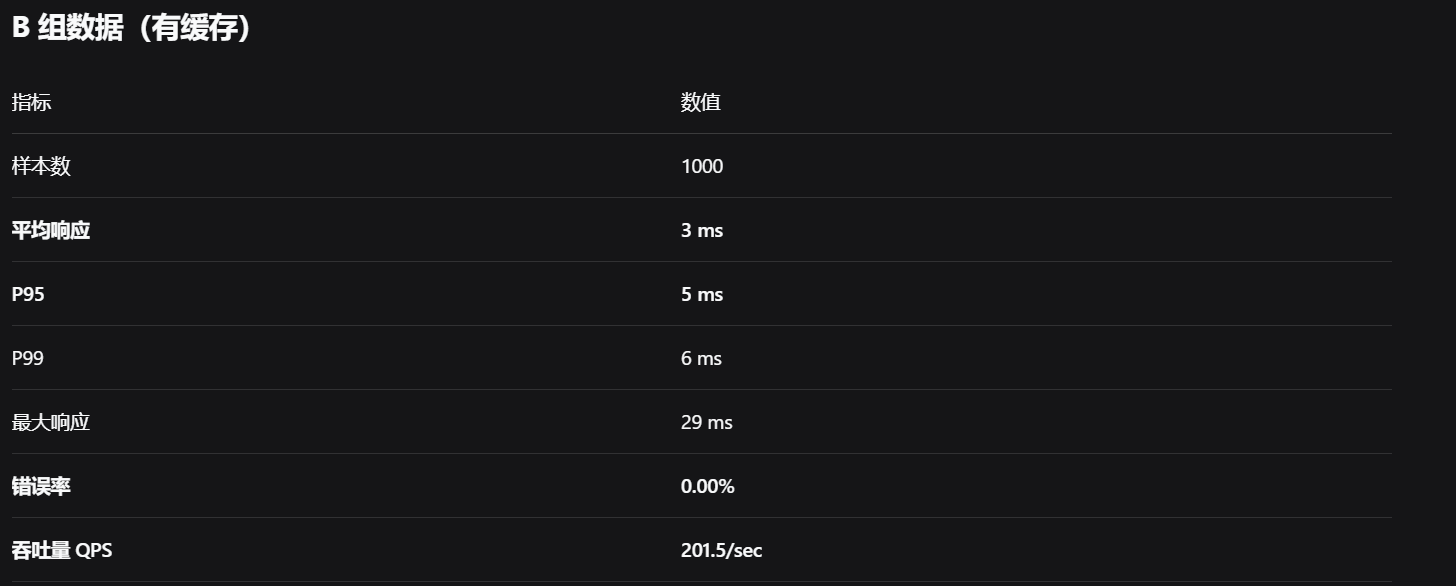 B 组数据（有缓存）
指标 数值
样本数 1000
平均响应 3 ms
P95 5 ms
P99 6 ms
最大响应 29 ms
错误率 0.00%
吞吐量 QPS 201.5/sec